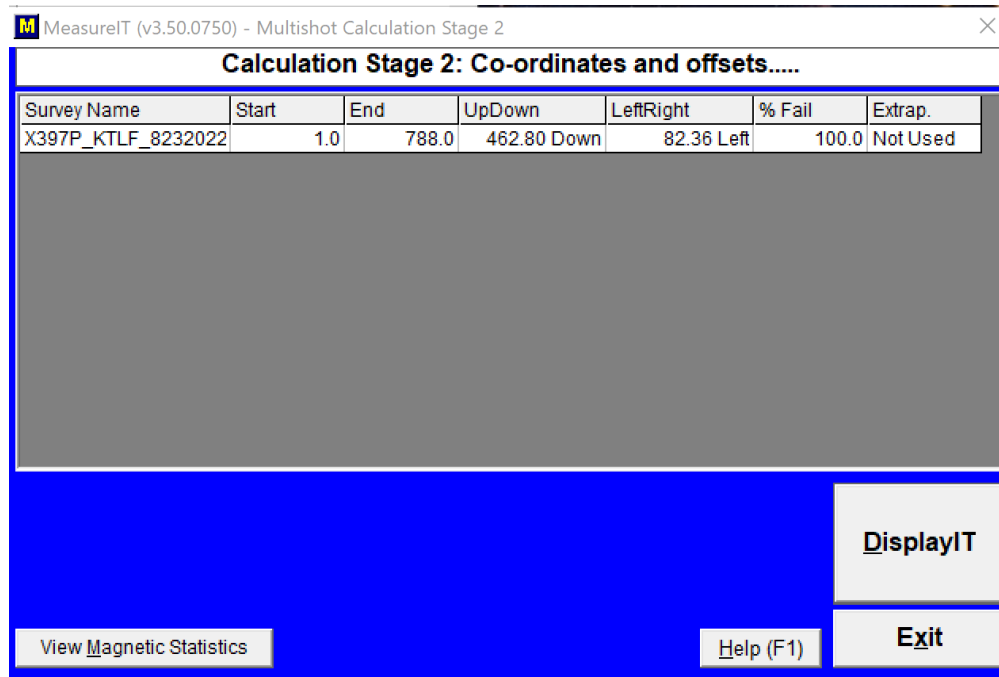 M MeasureIT (v3.50.0750) - Multishot Calculation Stage 2
Calculation Stage 2: Co-ordinates and offsets.....
Survey Name Start End UpDown LeftRight % Fail Extrap.
X397P_KTLF_8232022 1.0 788.0 462.80 Down 82.36 Left 100.0 Not Used
DisplayIT
View Magnetic Statistics Help (F1) Exit